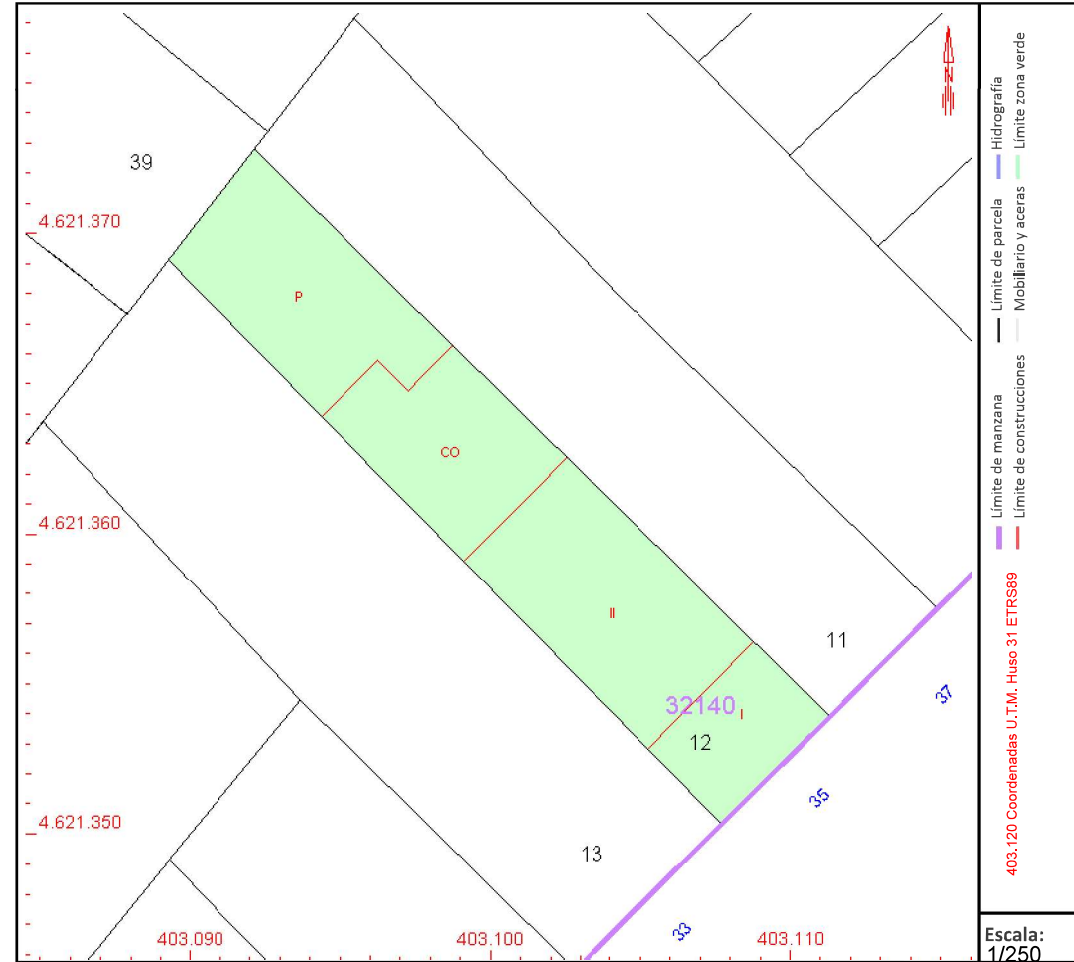 39
4.621.370
P
CO
4.621.360
II
11
32140
I
12
37
35
4.621.350
13
33
403.090
403.100
403.110
N
Hidrografía
Límite zona verde
Límite de parcela
Mobiliario y aceras
Límite de manzana
Límite de construcciones
403.120 Coordenadas U.T.M. Huso 31 ETRS89
Escala:
1/250